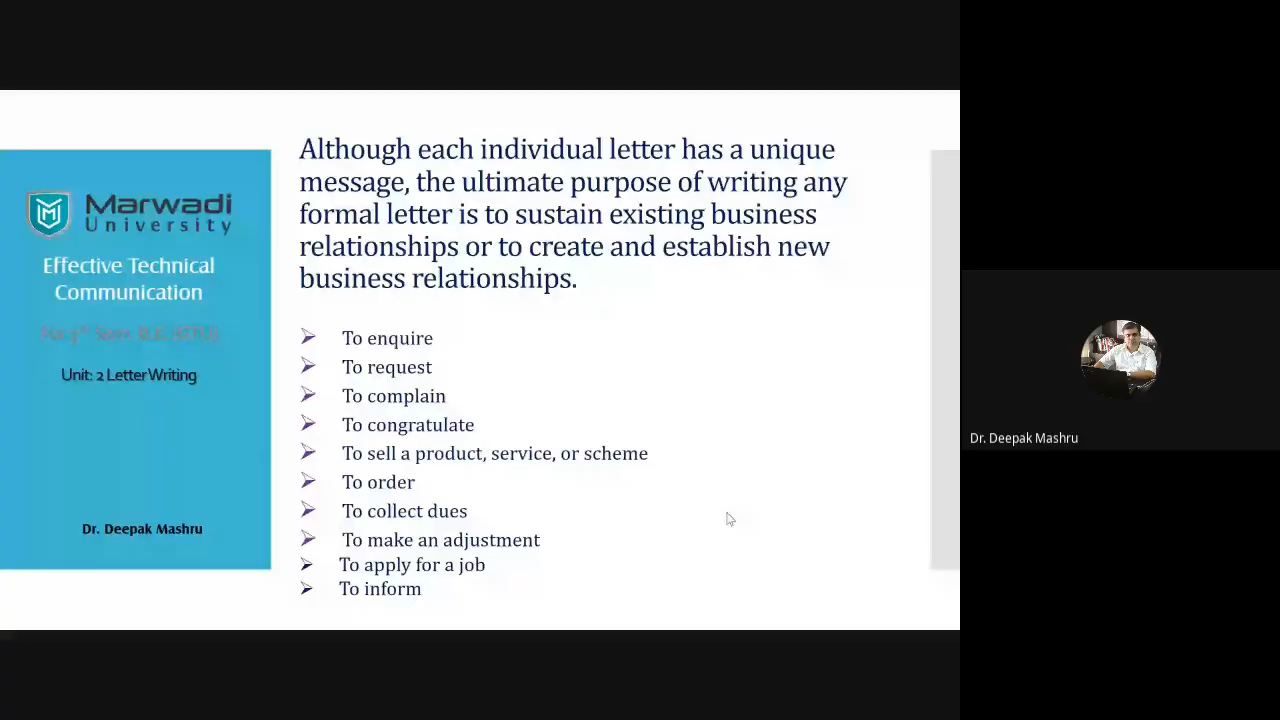 Marwadi
University
Effective Technical
Communication
Unit: 2 Letter Writing
Dr. Deepak Mashru
Although each individual letter has a unique
message, the ultimate purpose of writing any
formal letter is to sustain existing business
relationships or to create and establish new
business relationships.
To enquire
To request
To complain
To congratulate
To sell a product, service, or scheme
To order
To collect dues
To make an adjustment
To apply for a job
To inform
Dr. Deepak Mashru